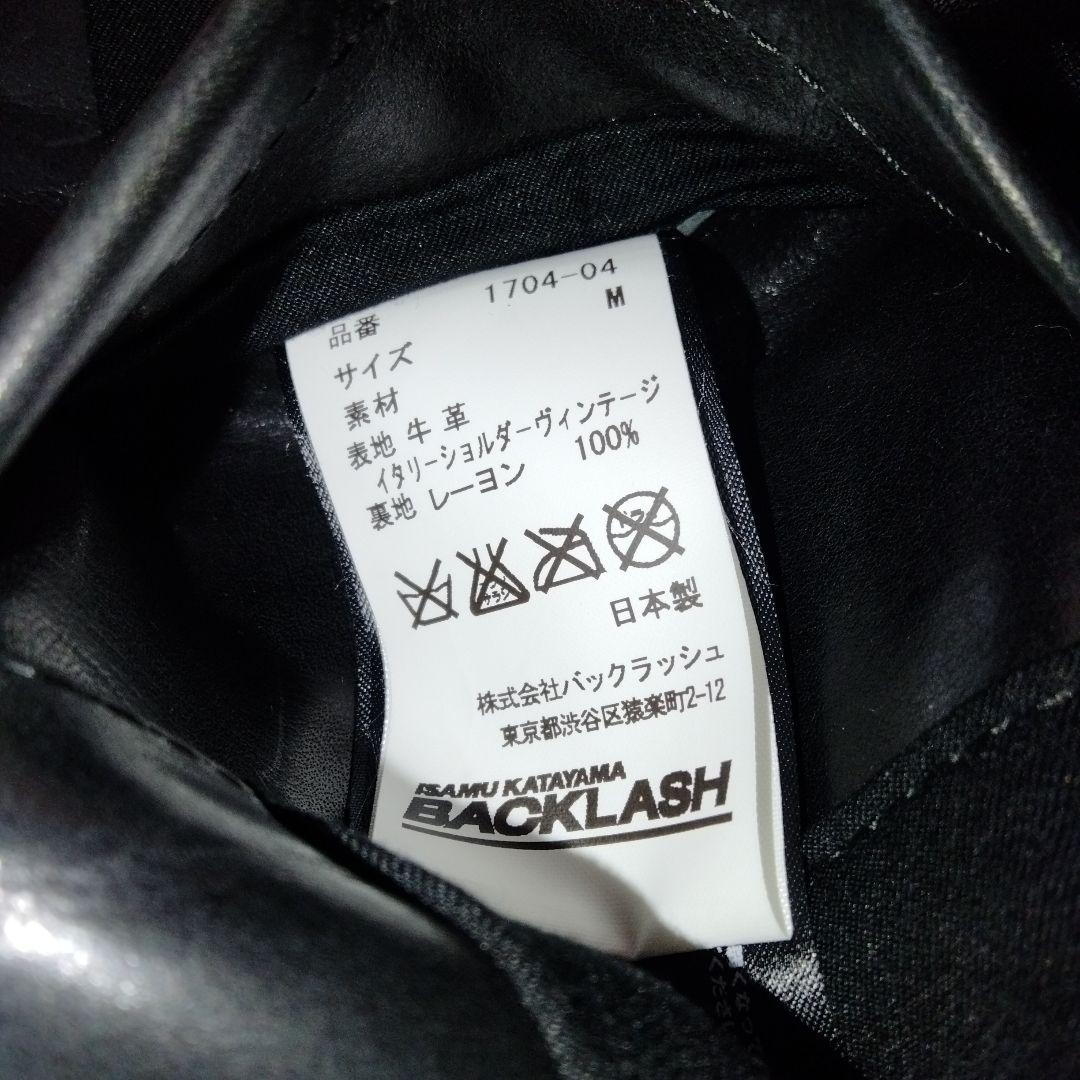 品番 1704-04
サイズ M
素材
表地 牛 革
イタリーショルダーヴィンテージ
裏地 レーヨン 100%
日本製
株式会社バックラッシュ
東京都渋谷区猿楽町2-12
ISAMU KATAYAMA
BACKLASH